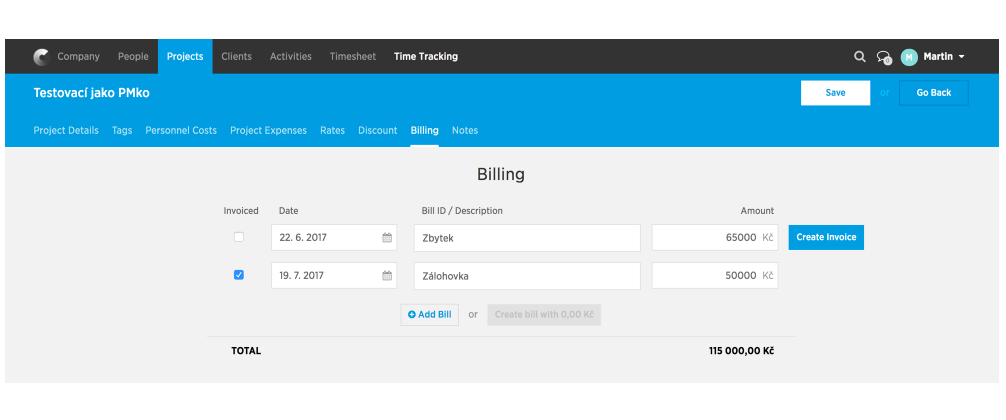 Company People Projects Clients Activities Timesheet Time Tracking M Martin
Testovací jako PMko Save or Go Back
Project Details Tags Personnel Costs Project Expenses Rates Discount Billing Notes
Billing
Invoiced Date Bill ID / Description Amount
22. 6. 2017 Zbytek 65000 Kč Create Invoice
19. 7. 2017 Zálohovka 50000 Kč
Add Bill or Create bill with 0,00 Kč
TOTAL 115 000,00 Kč